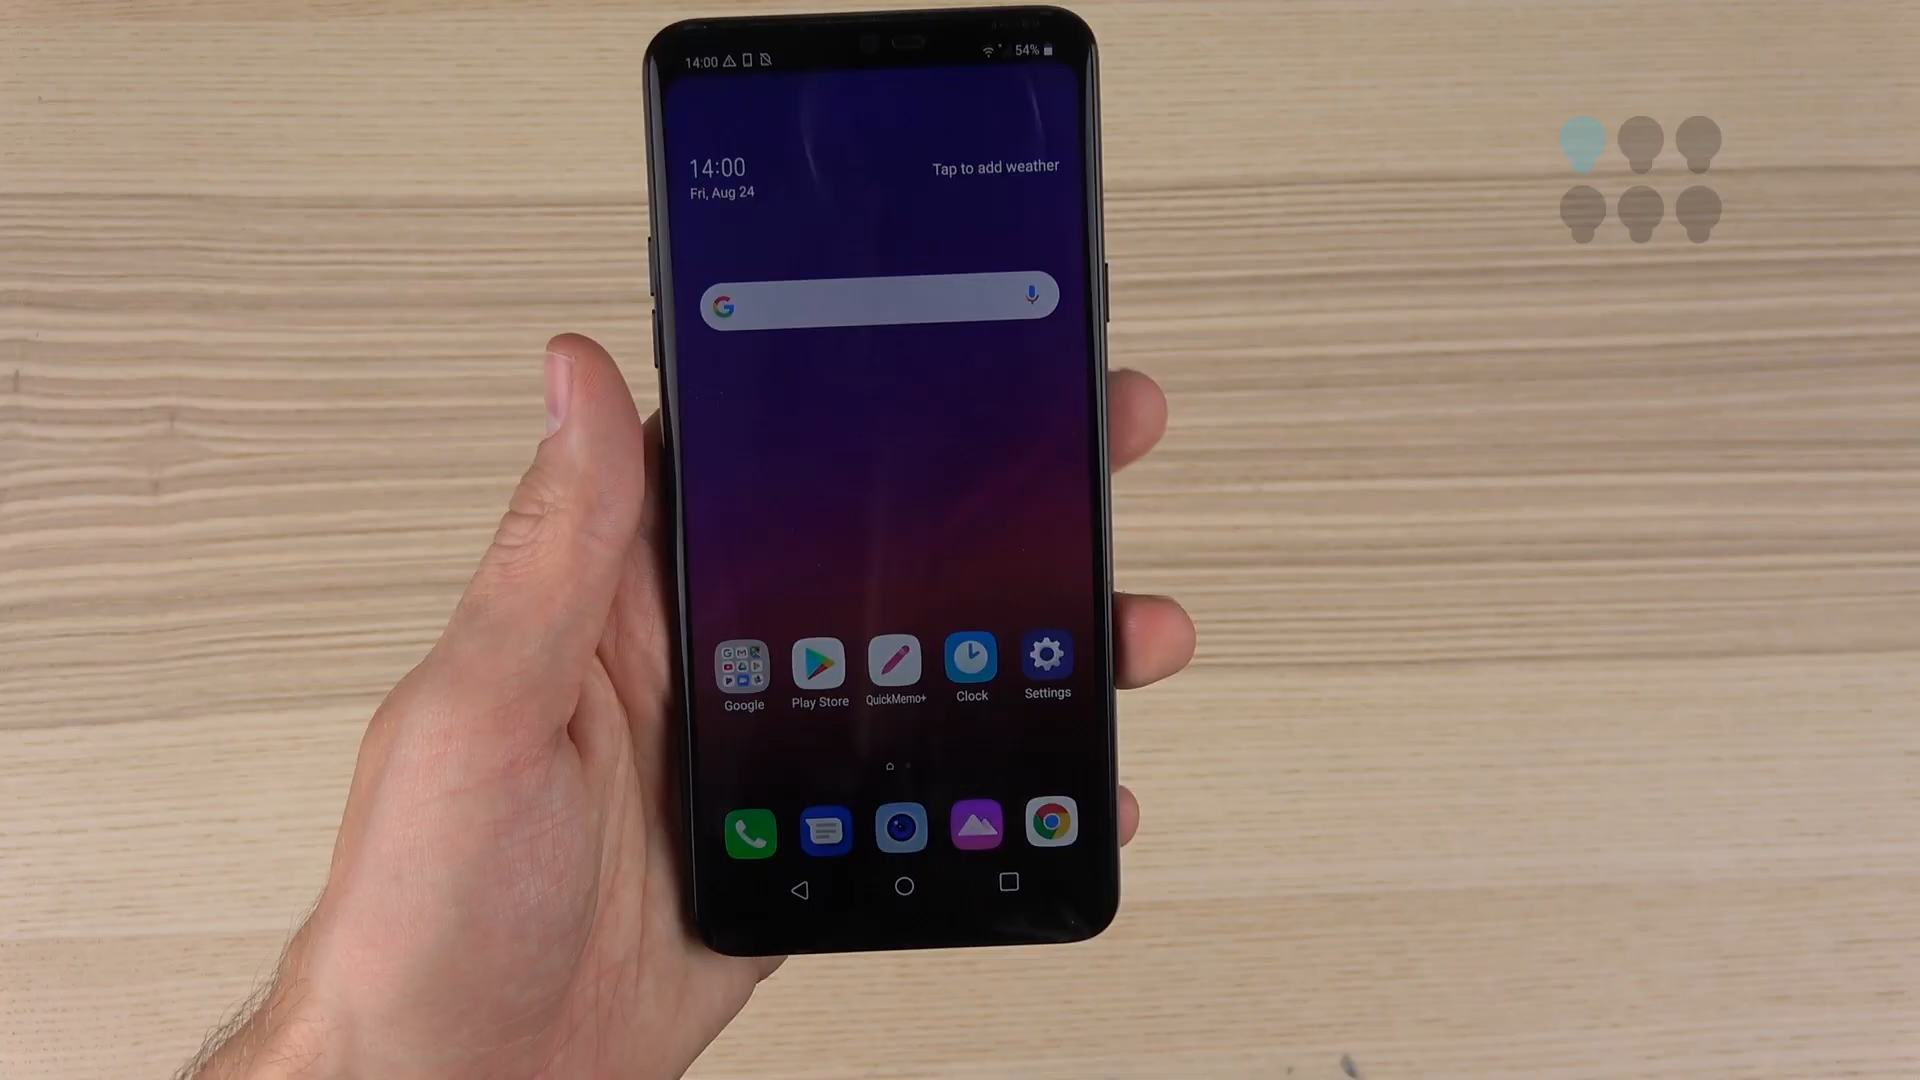 14:00
54%
14:00
Tap to add weather
Fri, Aug 24
Google
Play Store
QuickMemo+
Clock
Settings